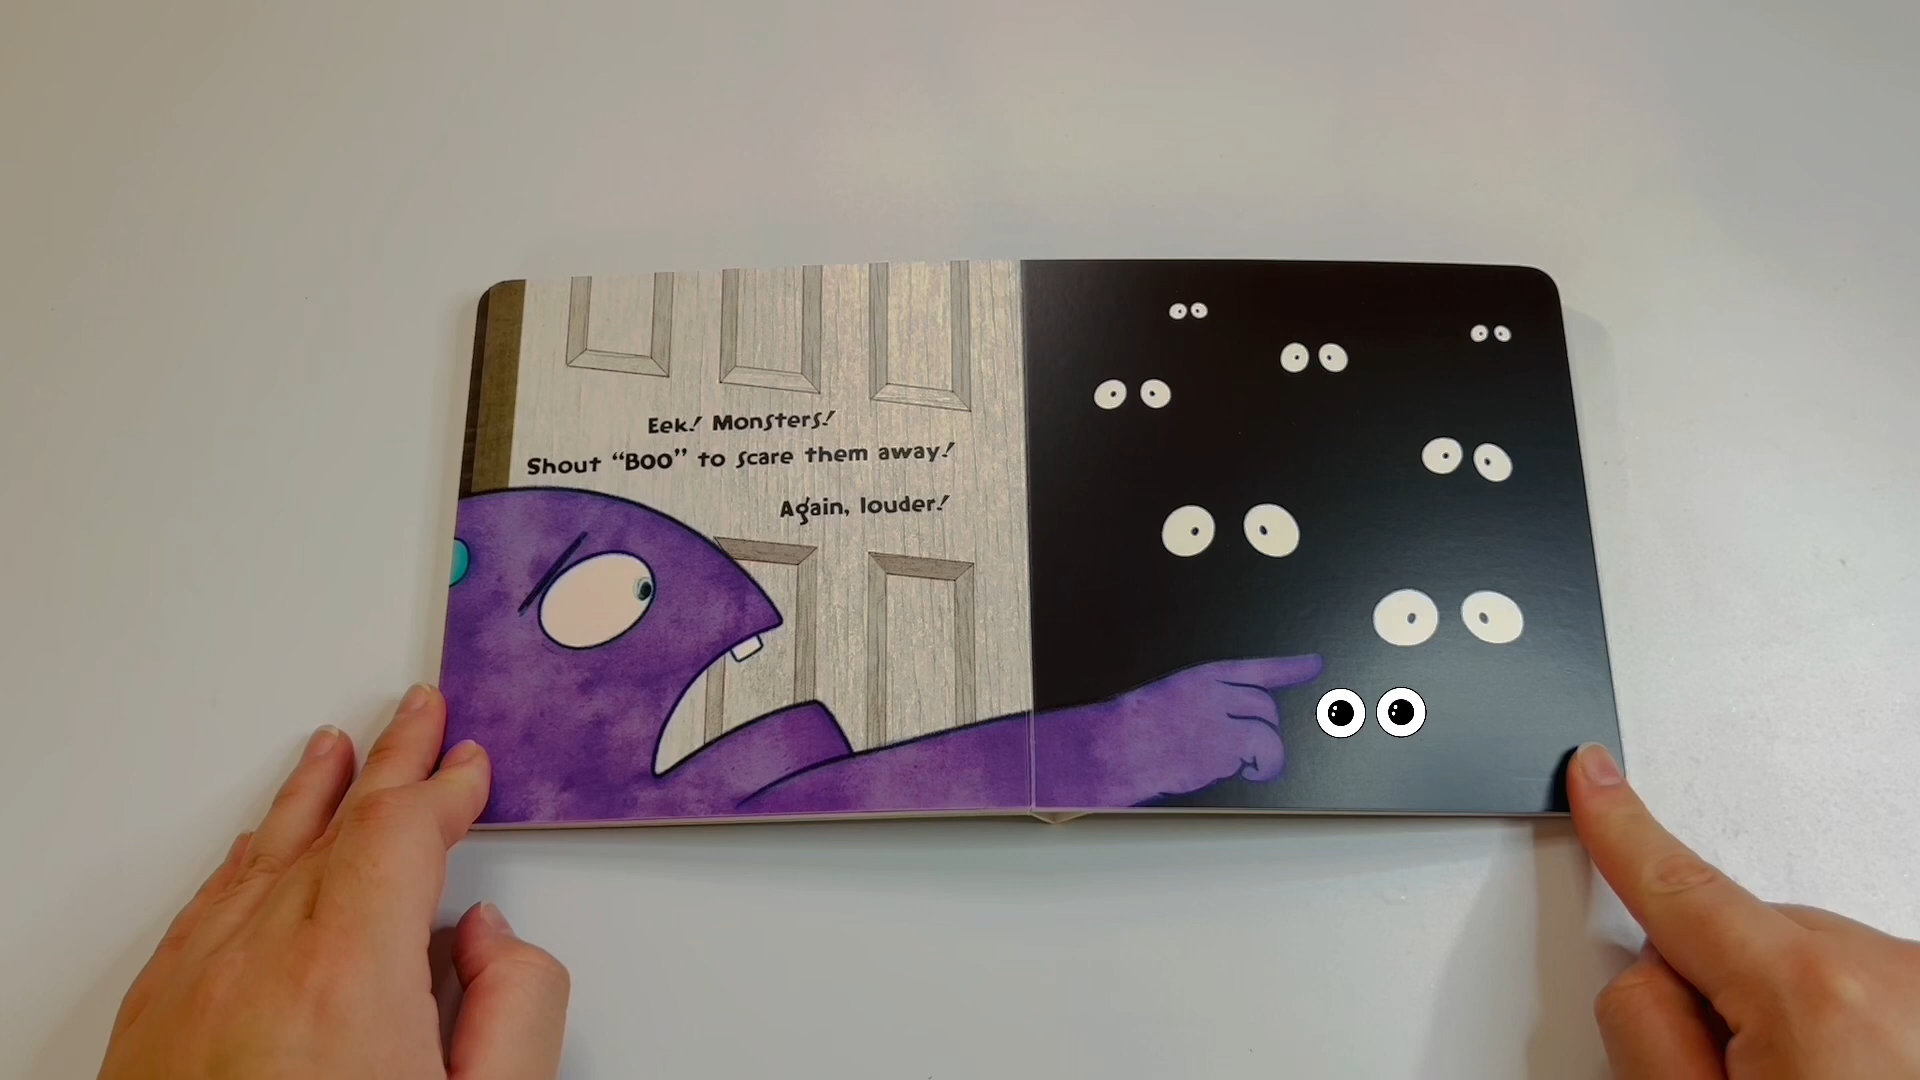 Eek! Monsters!
Shout “BOO” to scare them away!
Again, louder!